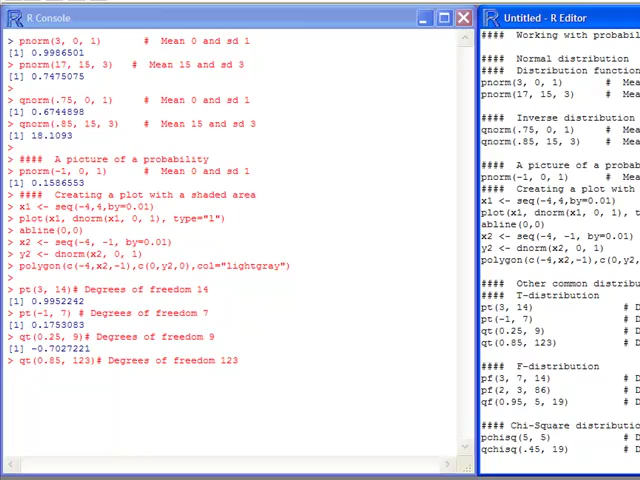 R Console
> pnorm(3, 0, 1)     #  Mean 0 and sd 1
[1] 0.9986501
> pnorm(17, 15, 3)   #  Mean 15 and sd 3
[1] 0.7475075
>
> qnorm(.75, 0, 1)     #  Mean 0 and sd 1
[1] 0.6744898
> qnorm(.85, 15, 3)    #  Mean 15 and sd 3
[1] 18.1093
>
> ####  A picture of a probability
> pnorm(-1, 0, 1)     #  Mean 0 and sd 1
[1] 0.1586553
> ####  Creating a plot with a shaded area
> x1 <- seq(-4,4,by=0.01)
> plot(x1, dnorm(x1, 0, 1), type="l")
> abline(0,0)
> x2 <- seq(-4, -1, by=0.01)
> y2 <- dnorm(x2, 0, 1)
> polygon(c(-4,x2,-1),c(0,y2,0),col="lightgray")
>
> pt(3, 14)# Degrees of freedom 14
[1] 0.9952242
> pt(-1, 7) # Degrees of freedom 7
[1] 0.1753083
> qt(0.25, 9)# Degrees of freedom 9
[1] -0.7027221
> qt(0.85, 123)# Degrees of freedom 123
Untitled - R Editor
####  Working with probabi
####  Normal distribution
####  Distribution function
pnorm(3, 0, 1)     #  Mea
pnorm(17, 15, 3)   #  Mea
####  Inverse distribution
qnorm(.75, 0, 1)     #  M
qnorm(.85, 15, 3)    #  M
####  A picture of a proba
pnorm(-1, 0, 1)     #  Me
####  Creating a plot with
x1 <- seq(-4,4,by=0.01)
plot(x1, dnorm(x1, 0, 1), t
abline(0,0)
x2 <- seq(-4, -1, by=0.01)
y2 <- dnorm(x2, 0, 1)
polygon(c(-4,x2,-1),c(0,y2,
####  Other common distribu
####  T-distribution
pt(3, 14)              # D
pt(-1, 7)              # D
qt(0.25, 9)            # D
qt(0.85, 123)          # D
####  F-distribution
pf(3, 7, 14)           # D
pf(2, 3, 86)           # D
qf(0.95, 5, 19)        # D
#### Chi-Square distributio
pchisq(5, 5)           # D
qchisq(.45, 19)        # D